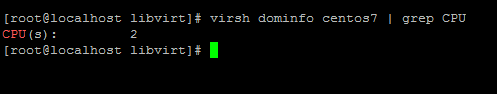 [root@localhost libvirt]# virsh dominfo centos7 | grep CPU
CPU(s):         2
[root@localhost libvirt]#